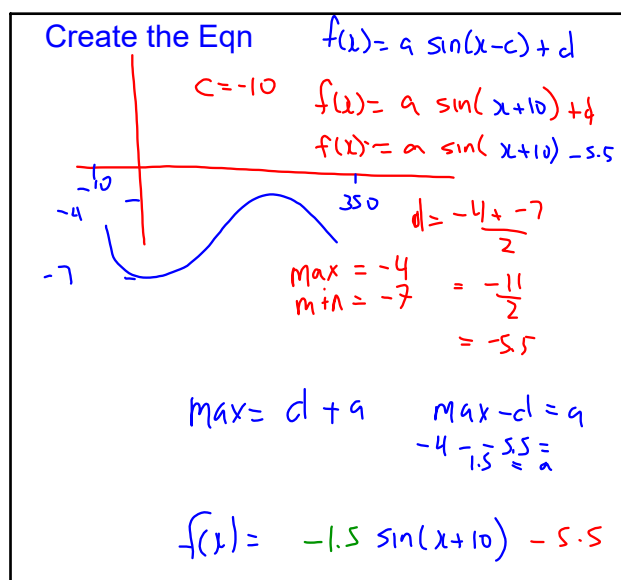 Create the Eqn
f(x) = a sin(x-c) + d
c = -10
f(x) = a sin( x+10) + d
f(x) = a sin( x+10) - 5.5
-10
350
-4
-7
d = -4 + -7
2
max = -4
min = -7
= -11
2
= -5.5
max = d + a
max - d = a
-4 - -5.5 =
1.5 = a
f(x) = -1.5 sin(x+10) - 5.5